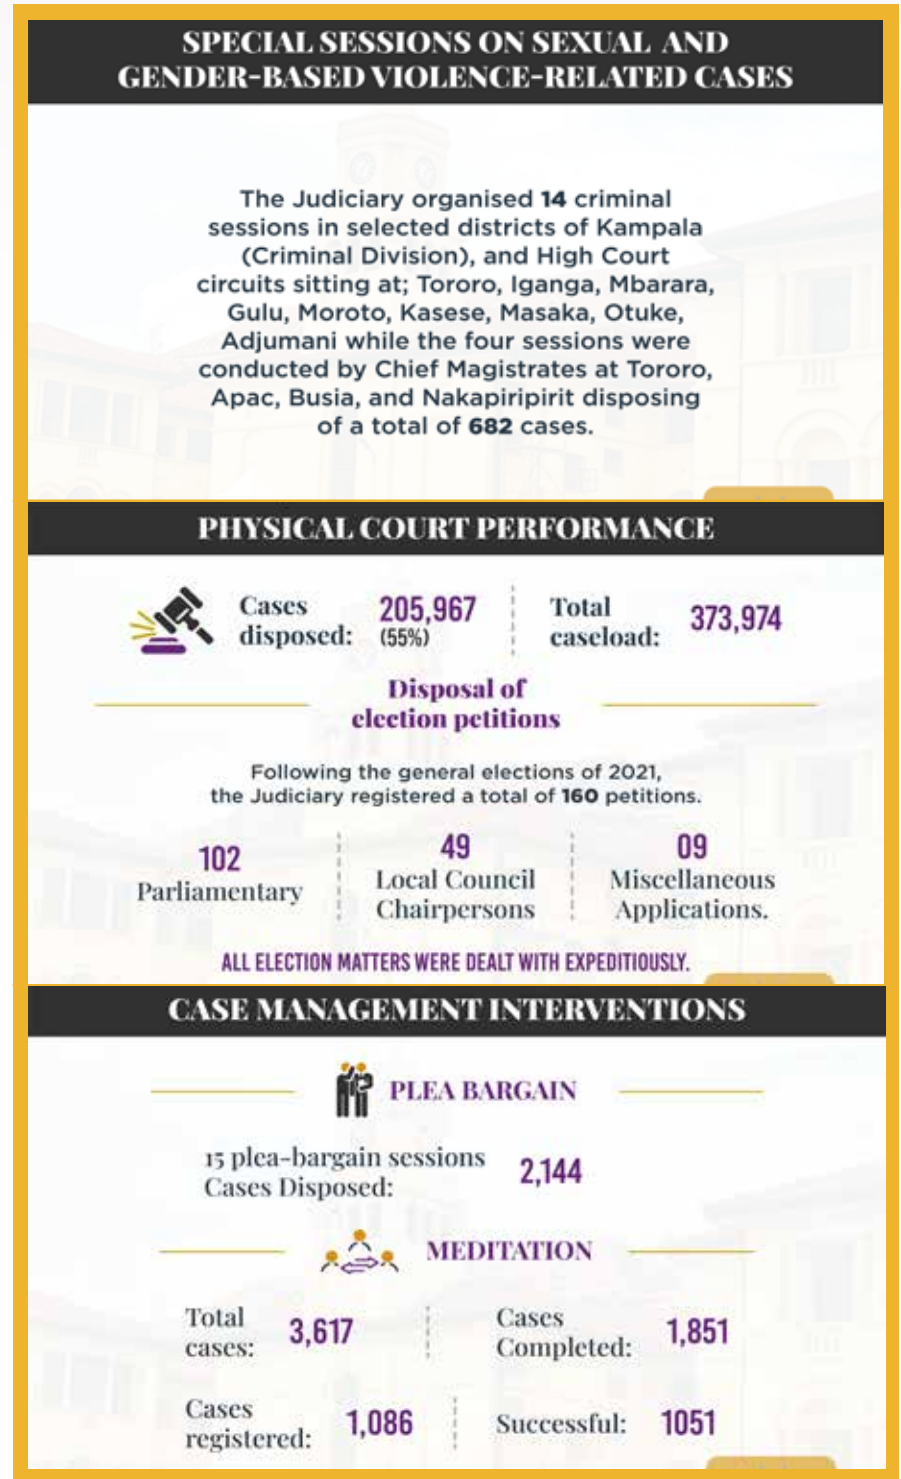 SPECIAL SESSIONS ON SEXUAL AND
GENDER-BASED VIOLENCE-RELATED CASES
The Judiciary organised 14 criminal
sessions in selected districts of Kampala
(Criminal Division), and High Court
circuits sitting at; Tororo, Iganga, Mbarara,
Gulu, Moroto, Kasese, Masaka, Otuke,
Adjumani while the four sessions were
conducted by Chief Magistrates at Tororo,
Apac, Busia, and Nakapiripirit disposing
of a total of 682 cases.
PHYSICAL COURT PERFORMANCE
Cases
disposed:
205,967
(55%)
Total
caseload:
373,974
Disposal of
election petitions
Following the general elections of 2021,
the Judiciary registered a total of 160 petitions.
102
Parliamentary
49
Local Council
Chairpersons
09
Miscellaneous
Applications.
ALL ELECTION MATTERS WERE DEALT WITH EXPEDITIOUSLY.
CASE MANAGEMENT INTERVENTIONS
PLEA BARGAIN
15 plea-bargain sessions
Cases Disposed:
2,144
MEDITATION
Total
cases:
3,617
Cases
Completed:
1,851
Cases
registered:
1,086
Successful:
1051